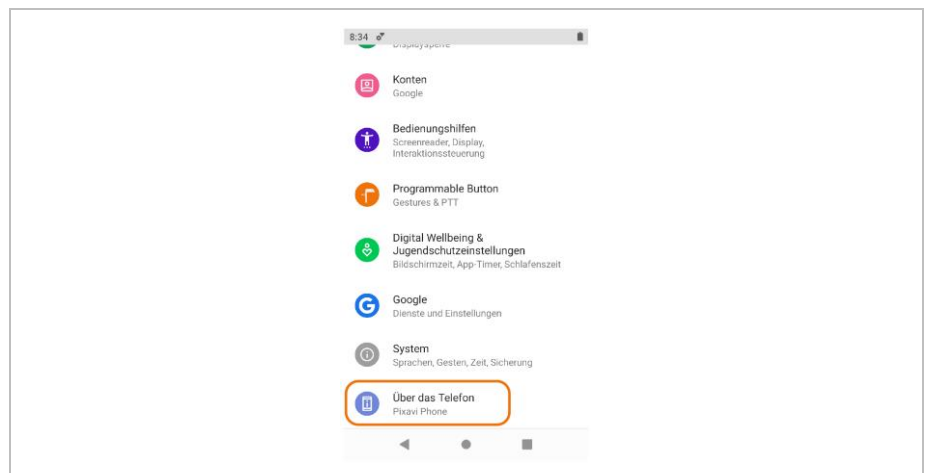 8:34
Displaysperre
Konten
Google
Bedienungshilfen
Screenreader, Display,
Interaktionssteuerung
Programmable Button
Gestures & PTT
Digital Wellbeing &
Jugendschutzeinstellungen
Bildschirmzeit, App-Timer, Schlafenszeit
Google
Dienste und Einstellungen
System
Sprachen, Gesten, Zeit, Sicherung
Über das Telefon
Pixavi Phone